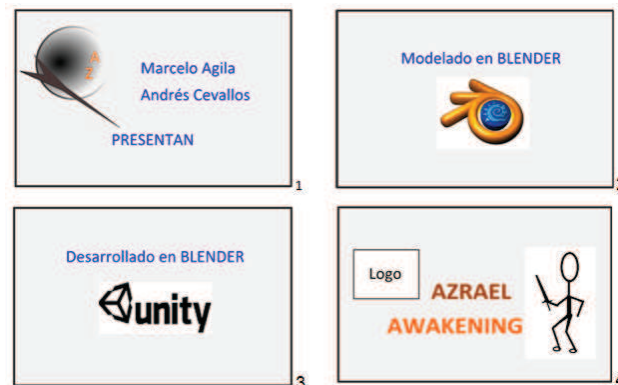 A
Z
Marcelo Agila
Andrés Cevallos
PRESENTAN
1
Modelado en BLENDER
2
Desarrollado en BLENDER
unity
3
Logo
AZRAEL
AWAKENING
4